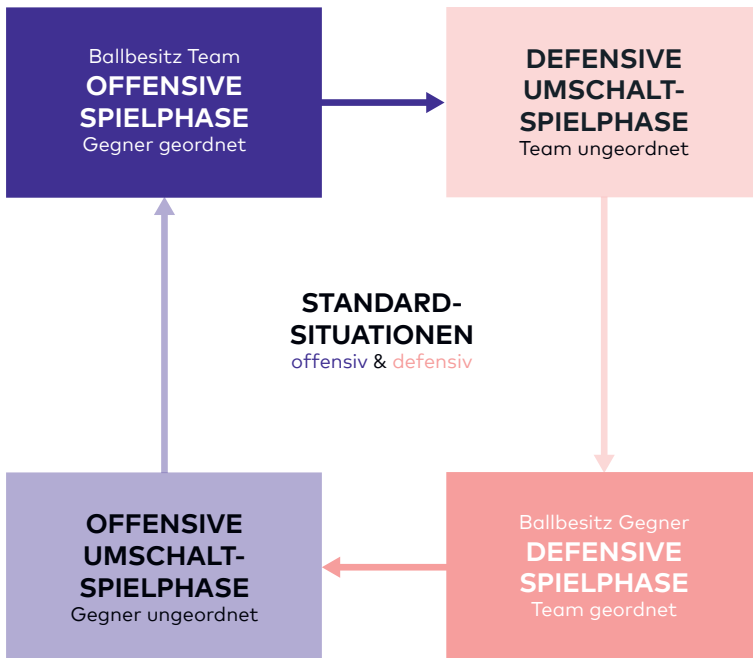 Ballbesitz Team
OFFENSIVE
SPIELPHASE
Gegner geordnet
DEFENSIVE
UMSCHALT-
SPIELPHASE
Team ungeordnet
STANDARD-
SITUATIONEN
offensiv & defensiv
OFFENSIVE
UMSCHALT-
SPIELPHASE
Gegner ungeordnet
Ballbesitz Gegner
DEFENSIVE
SPIELPHASE
Team geordnet